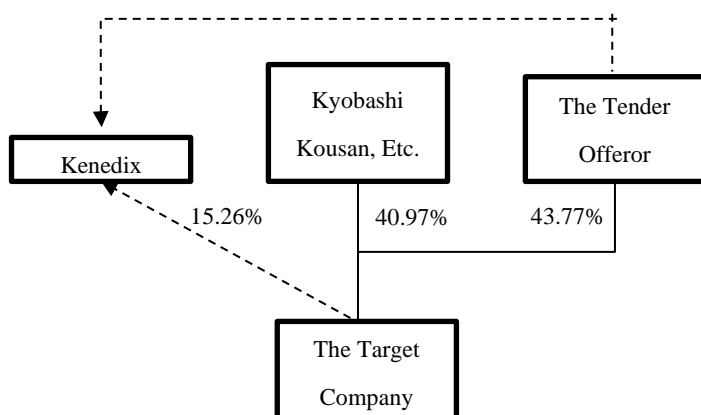 Kyobashi
Kousan, Etc.
The Tender
Offeror
Kenedix
15.26%
40.97%
43.77%
The Target
Company